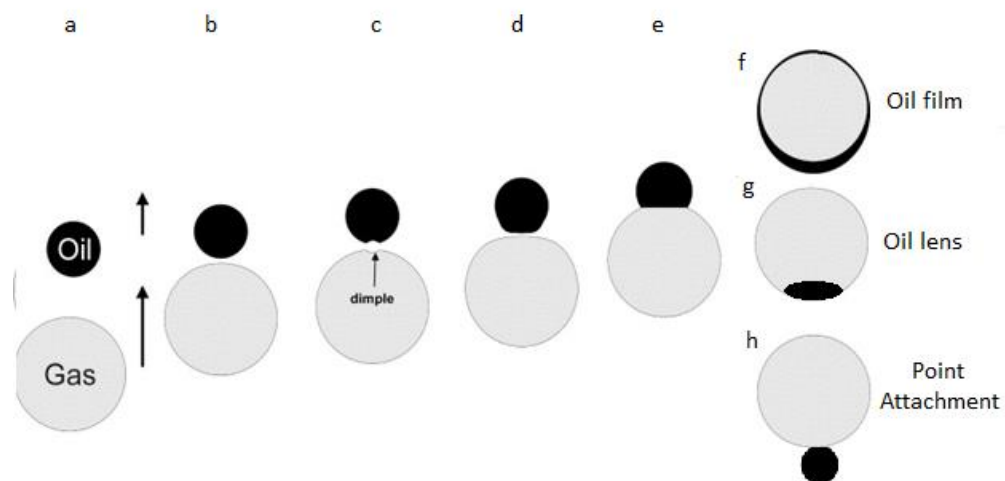 a
b
c
d
e
f
Oil film
g
Oil
Oil lens
dimple
h
Gas
Point
Attachment